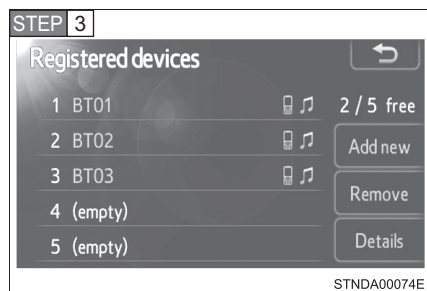 STEP 3
Registered devices
1 BT01 2 / 5 free
2 BT02 Add new
3 BT03 Remove
4 (empty)
5 (empty) Details
STNDA00074E